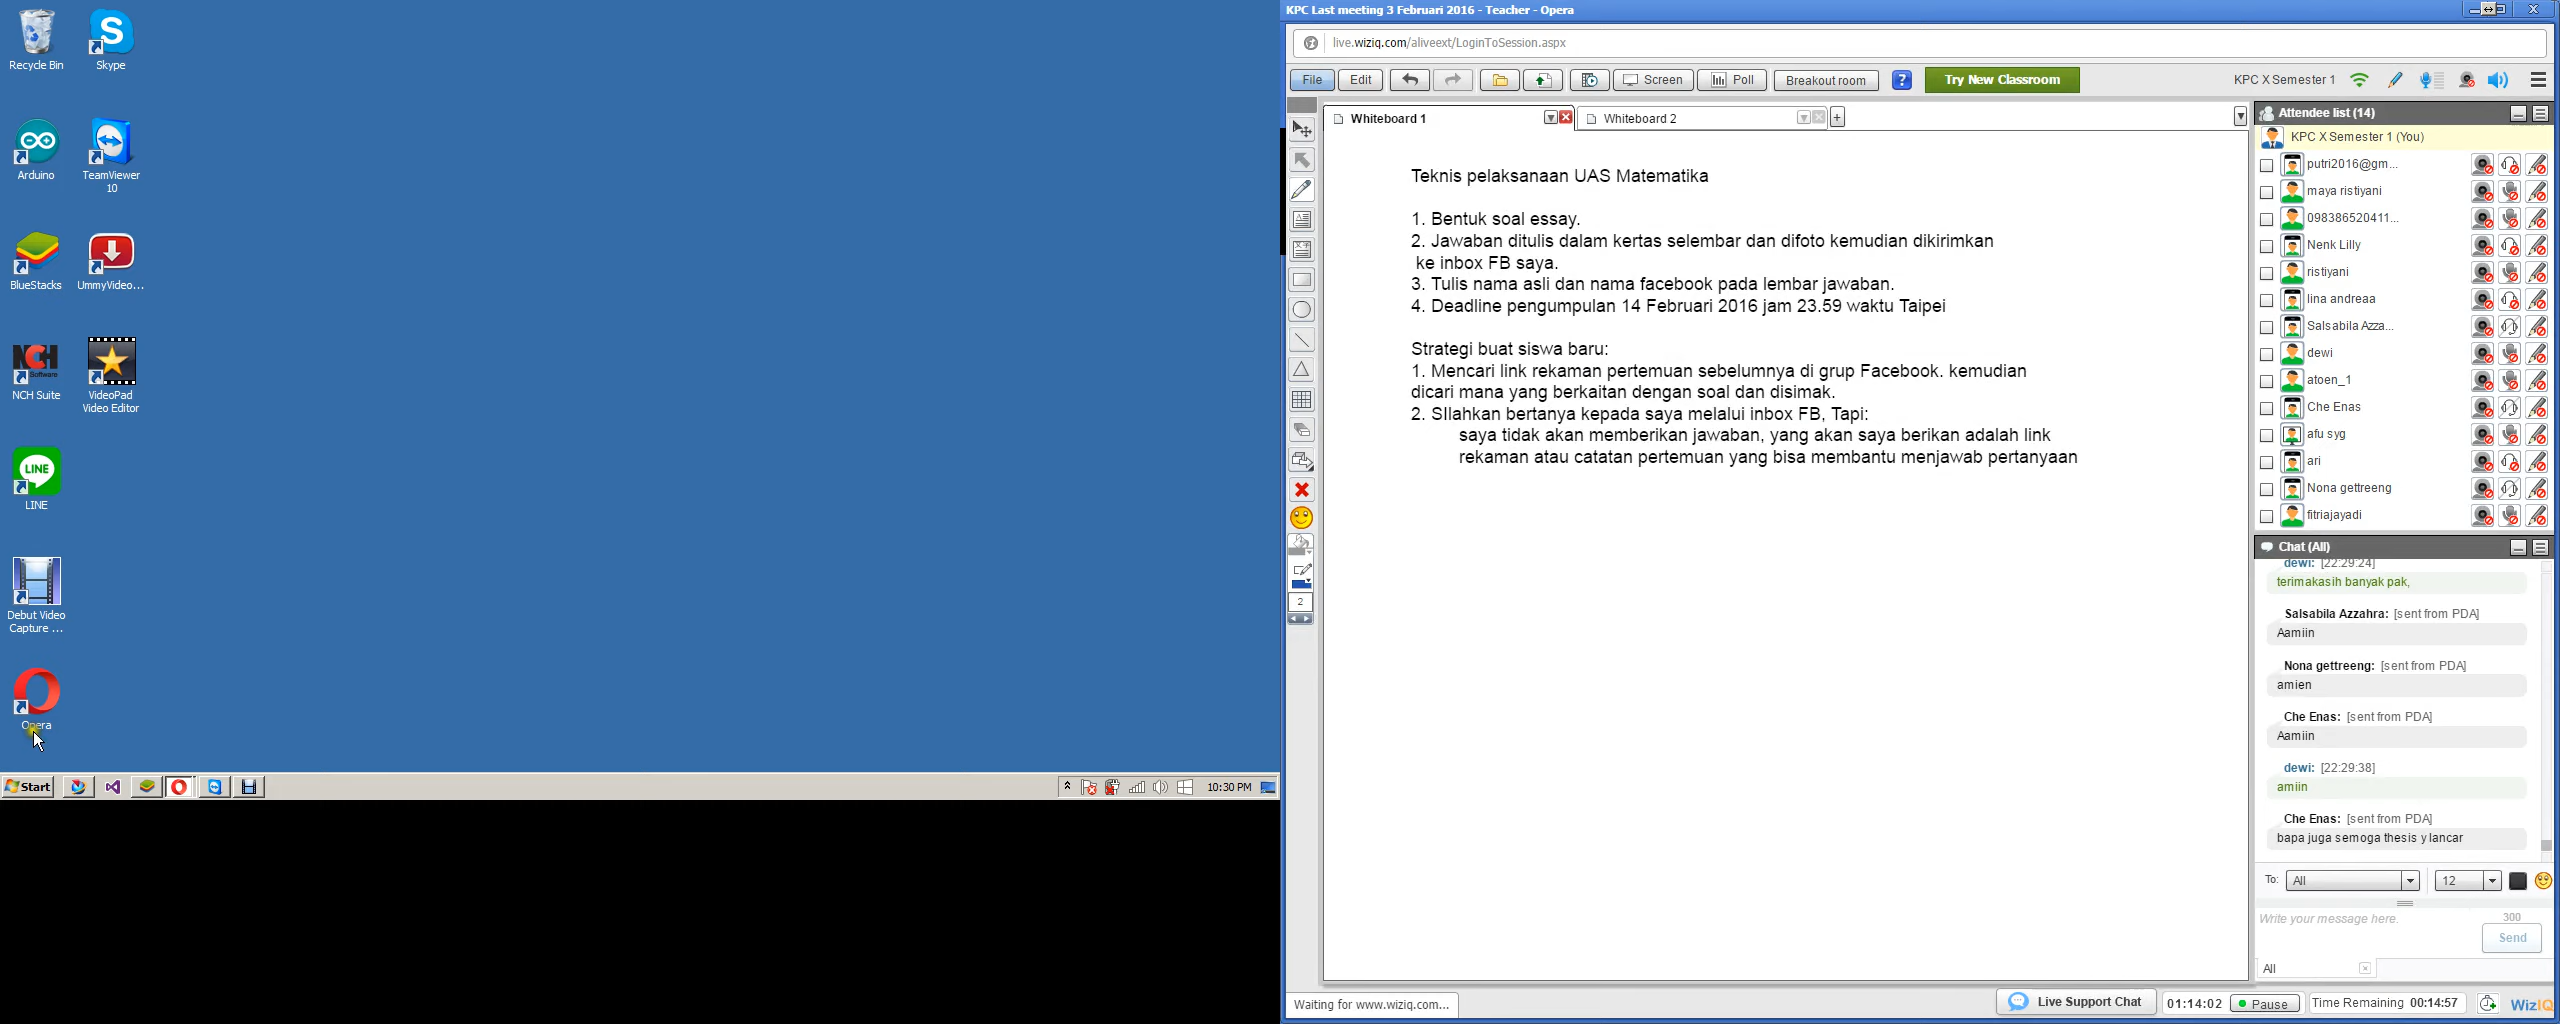 Recycle Bin
Skype
Arduino
TeamViewer
10
BlueStacks
UmmyVideo...
NCH Suite
VideoPad
Video Editor
LINE
Debut Video
Capture ...
Opera
Start
10:30 PM
KPC Last meeting 3 Februari 2016 - Teacher - Opera
live.wiziq.com/aliveext/LoginToSession.aspx
File
Edit
Screen
Poll
Breakout room
?
Try New Classroom
KPC X Semester 1
Whiteboard 1
Whiteboard 2
Teknis pelaksanaan UAS Matematika
1. Bentuk soal essay.
2. Jawaban ditulis dalam kertas selembar dan difoto kemudian dikirimkan
ke inbox FB saya.
3. Tulis nama asli dan nama facebook pada lembar jawaban.
4. Deadline pengumpulan 14 Februari 2016 jam 23.59 waktu Taipei
Strategi buat siswa baru:
1. Mencari link rekaman pertemuan sebelumnya di grup Facebook. kemudian
dicari mana yang berkaitan dengan soal dan disimak.
2. SIlahkan bertanya kepada saya melalui inbox FB, Tapi:
saya tidak akan memberikan jawaban, yang akan saya berikan adalah link
rekaman atau catatan pertemuan yang bisa membantu menjawab pertanyaan
2
Attendee list (14)
KPC X Semester 1 (You)
putri2016@gm...
maya ristiyani
098386520411...
Nenk Lilly
ristiyani
lina andreaa
Salsabila Azza...
dewi
atoen_1
Che Enas
afu syg
ari
Nona gettreeng
fitriajayadi
Chat (All)
dewi: [22:29:24]
terimakasih banyak pak,
Salsabila Azzahra: [sent from PDA]
Aamiin
Nona gettreeng: [sent from PDA]
amien
Che Enas: [sent from PDA]
Aamiin
dewi: [22:29:38]
amiin
Che Enas: [sent from PDA]
bapa juga semoga thesis y lancar
To: All 12
Write your message here.
300
Send
All
Waiting for www.wiziq.com...
Live Support Chat
01:14:02
Pause
Time Remaining 00:14:57
WizIQ